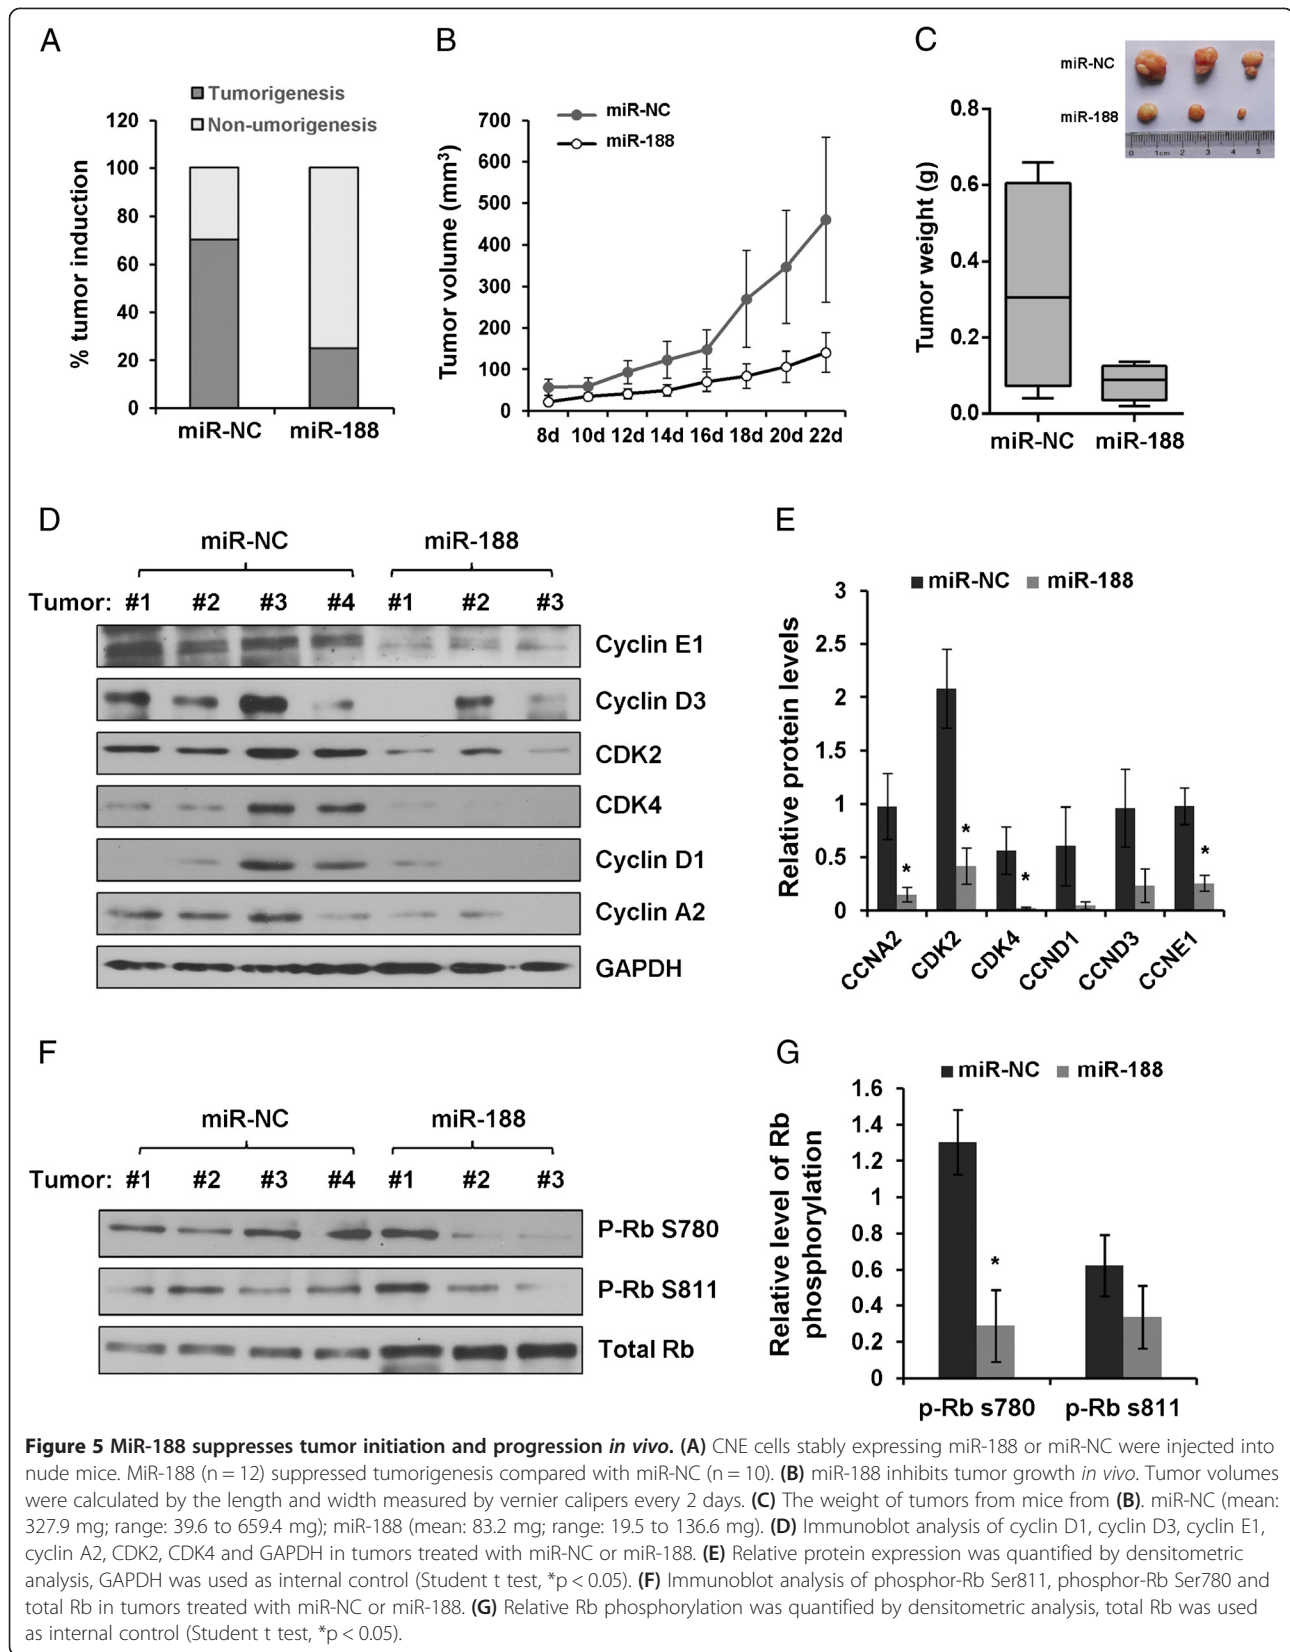 A
Tumorigenesis
Non-umorigenesis
% tumor induction
120
100
80
60
40
20
0
miR-NC miR-188
B
miR-NC
miR-188
Tumor volume (mm³)
700
600
500
400
300
200
100
0
8d 10d 12d 14d 16d 18d 20d 22d
C
miR-NC
miR-188
0 1cm 2 3 4 5
Tumor weight (g)
0.8
0.6
0.4
0.2
0.0
miR-NC miR-188
D
miR-NC miR-188
Tumor: #1 #2 #3 #4 #1 #2 #3
Cyclin E1
Cyclin D3
CDK2
CDK4
Cyclin D1
Cyclin A2
GAPDH
E
miR-NC miR-188
Relative protein levels
3
2.5
2
1.5
1
0.5
0
* * * *
CCNA2 CDK2 CDK4 CCND1 CCND3 CCNE1
F
miR-NC miR-188
Tumor: #1 #2 #3 #4 #1 #2 #3
P-Rb S780
P-Rb S811
Total Rb
G
miR-NC miR-188
Relative level of Rb
phosphorylation
1.6
1.4
1.2
1
0.8
0.6
0.4
0.2
0
*
p-Rb s780 p-Rb s811
Figure 5 MiR-188 suppresses tumor initiation and progression in vivo. (A) CNE cells stably expressing miR-188 or miR-NC were injected into
nude mice. MiR-188 (n = 12) suppressed tumorigenesis compared with miR-NC (n = 10). (B) miR-188 inhibits tumor growth in vivo. Tumor volumes
were calculated by the length and width measured by vernier calipers every 2 days. (C) The weight of tumors from mice from (B). miR-NC (mean:
327.9 mg; range: 39.6 to 659.4 mg); miR-188 (mean: 83.2 mg; range: 19.5 to 136.6 mg). (D) Immunoblot analysis of cyclin D1, cyclin D3, cyclin E1,
cyclin A2, CDK2, CDK4 and GAPDH in tumors treated with miR-NC or miR-188. (E) Relative protein expression was quantified by densitometric
analysis, GAPDH was used as internal control (Student t test, *p < 0.05). (F) Immunoblot analysis of phosphor-Rb Ser811, phosphor-Rb Ser780 and
total Rb in tumors treated with miR-NC or miR-188. (G) Relative Rb phosphorylation was quantified by densitometric analysis, total Rb was used
as internal control (Student t test, *p < 0.05).